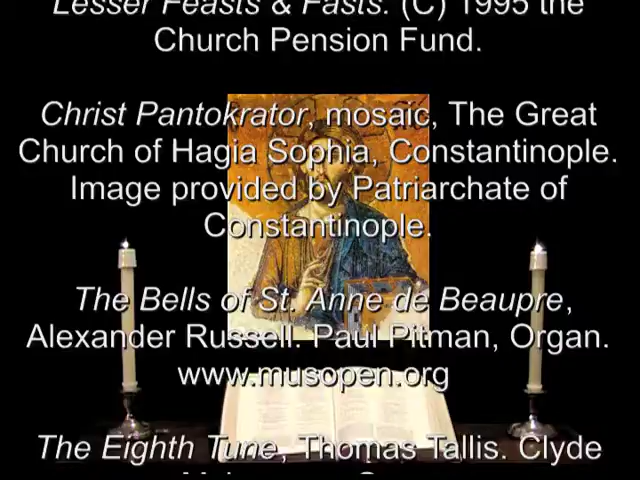 Lesser Feasts & Fasts. (C) 1995 the
Church Pension Fund.
Christ Pantokrator, mosaic, The Great
Church of Hagia Sophia, Constantinople.
Image provided by Patriarchate of
Constantinople.
The Bells of St. Anne de Beaupre,
Alexander Russell. Paul Pitman, Organ.
www.musopen.org
The Eighth Tune, Thomas Tallis. Clyde